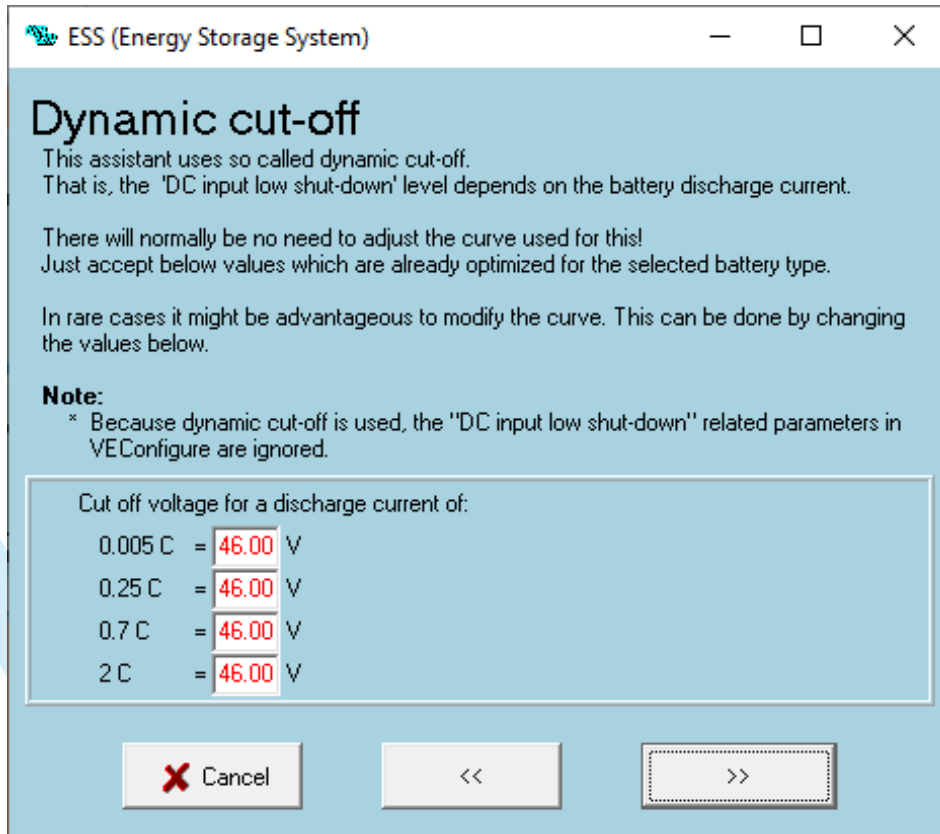 ESS (Energy Storage System)
Dynamic cut-off
This assistant uses so called dynamic cut-off.
That is, the 'DC input low shut-down' level depends on the battery discharge current.
There will normally be no need to adjust the curve used for this!
Just accept below values which are already optimized for the selected battery type.
In rare cases it might be advantageous to modify the curve. This can be done by changing
the values below.
Note:
* Because dynamic cut-off is used, the "DC input low shut-down" related parameters in
VEConfigure are ignored.
Cut off voltage for a discharge current of:
0.005 C = 46.00 V
0.25 C = 46.00 V
0.7 C = 46.00 V
2 C = 46.00 V
Cancel << >>